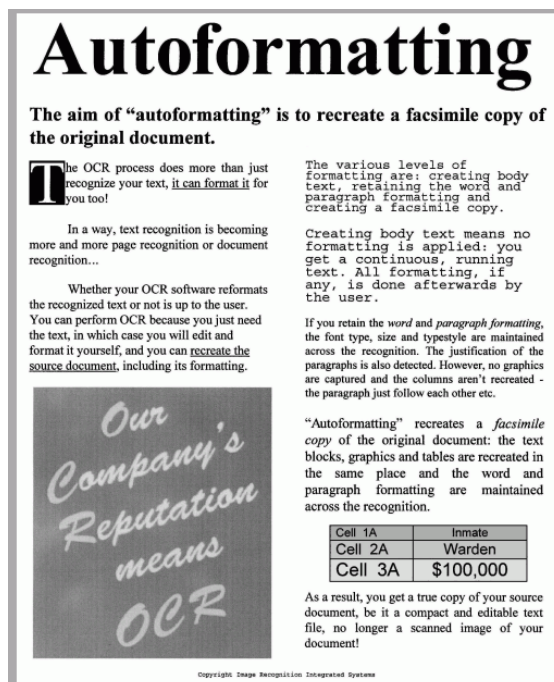 Autoformatting
The aim of “autoformatting” is to recreate a facsimile copy of
the original document.
The OCR process does more than just
recognize your text, it can format it for
you too!
In a way, text recognition is becoming
more and more page recognition or document
recognition…
Whether your OCR software reformats
the recognized text or not is up to the user.
You can perform OCR because you just need
the text, in which case you will edit and
format it yourself, and you can recreate the
source document, including its formatting.
Our
Company's
Reputation
means
OCR
The various levels of
formatting are: creating body
text, retaining the word and
paragraph formatting and
creating a facsimile copy.
Creating body text means no
formatting is applied: you
get a continuous, running
text. All formatting, if
any, is done afterwards by
the user.
If you retain the word and paragraph formatting,
the font type, size and typestyle are maintained
across the recognition. The justification of the
paragraphs is also detected. However, no graphics
are captured and the columns aren't recreated -
the paragraph just follow each other etc.
“Autoformatting” recreates a facsimile
copy of the original document: the text
blocks, graphics and tables are recreated in
the same place and the word and
paragraph formatting are maintained
across the recognition.
Cell 1A Inmate
Cell 2A Warden
Cell 3A $100,000
As a result, you get a true copy of your source
document, be it a compact and editable text
file, no longer a scanned image of your
document!
Copyright Image Recognition Integrated Systems